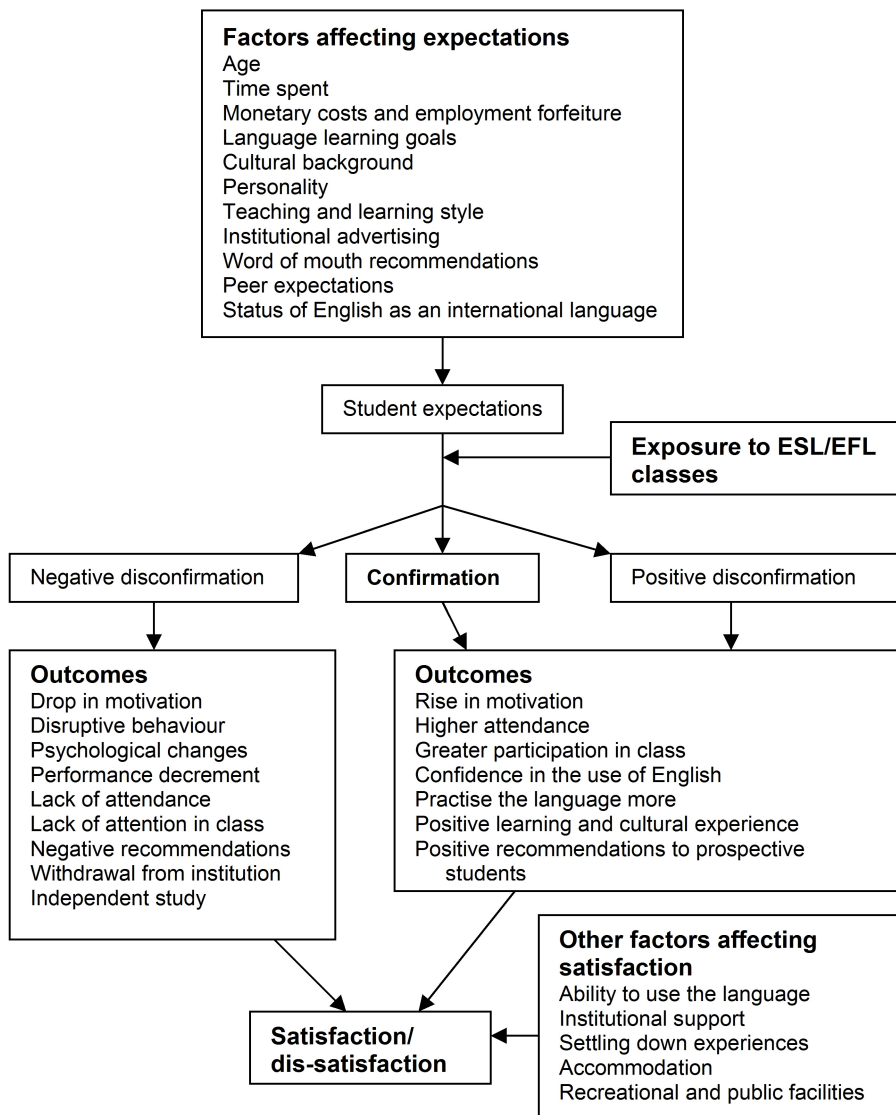 Factors affecting expectations
Age
Time spent
Monetary costs and employment forfeiture
Language learning goals
Cultural background
Personality
Teaching and learning style
Institutional advertising
Word of mouth recommendations
Peer expectations
Status of English as an international language
Student expectations
Exposure to ESL/EFL
classes
Negative disconfirmation
Confirmation
Positive disconfirmation
Outcomes
Drop in motivation
Disruptive behaviour
Psychological changes
Performance decrement
Lack of attendance
Lack of attention in class
Negative recommendations
Withdrawal from institution
Independent study
Outcomes
Rise in motivation
Higher attendance
Greater participation in class
Confidence in the use of English
Practise the language more
Positive learning and cultural experience
Positive recommendations to prospective
students
Other factors affecting
satisfaction
Ability to use the language
Institutional support
Settling down experiences
Accommodation
Recreational and public facilities
Satisfaction/
dis-satisfaction